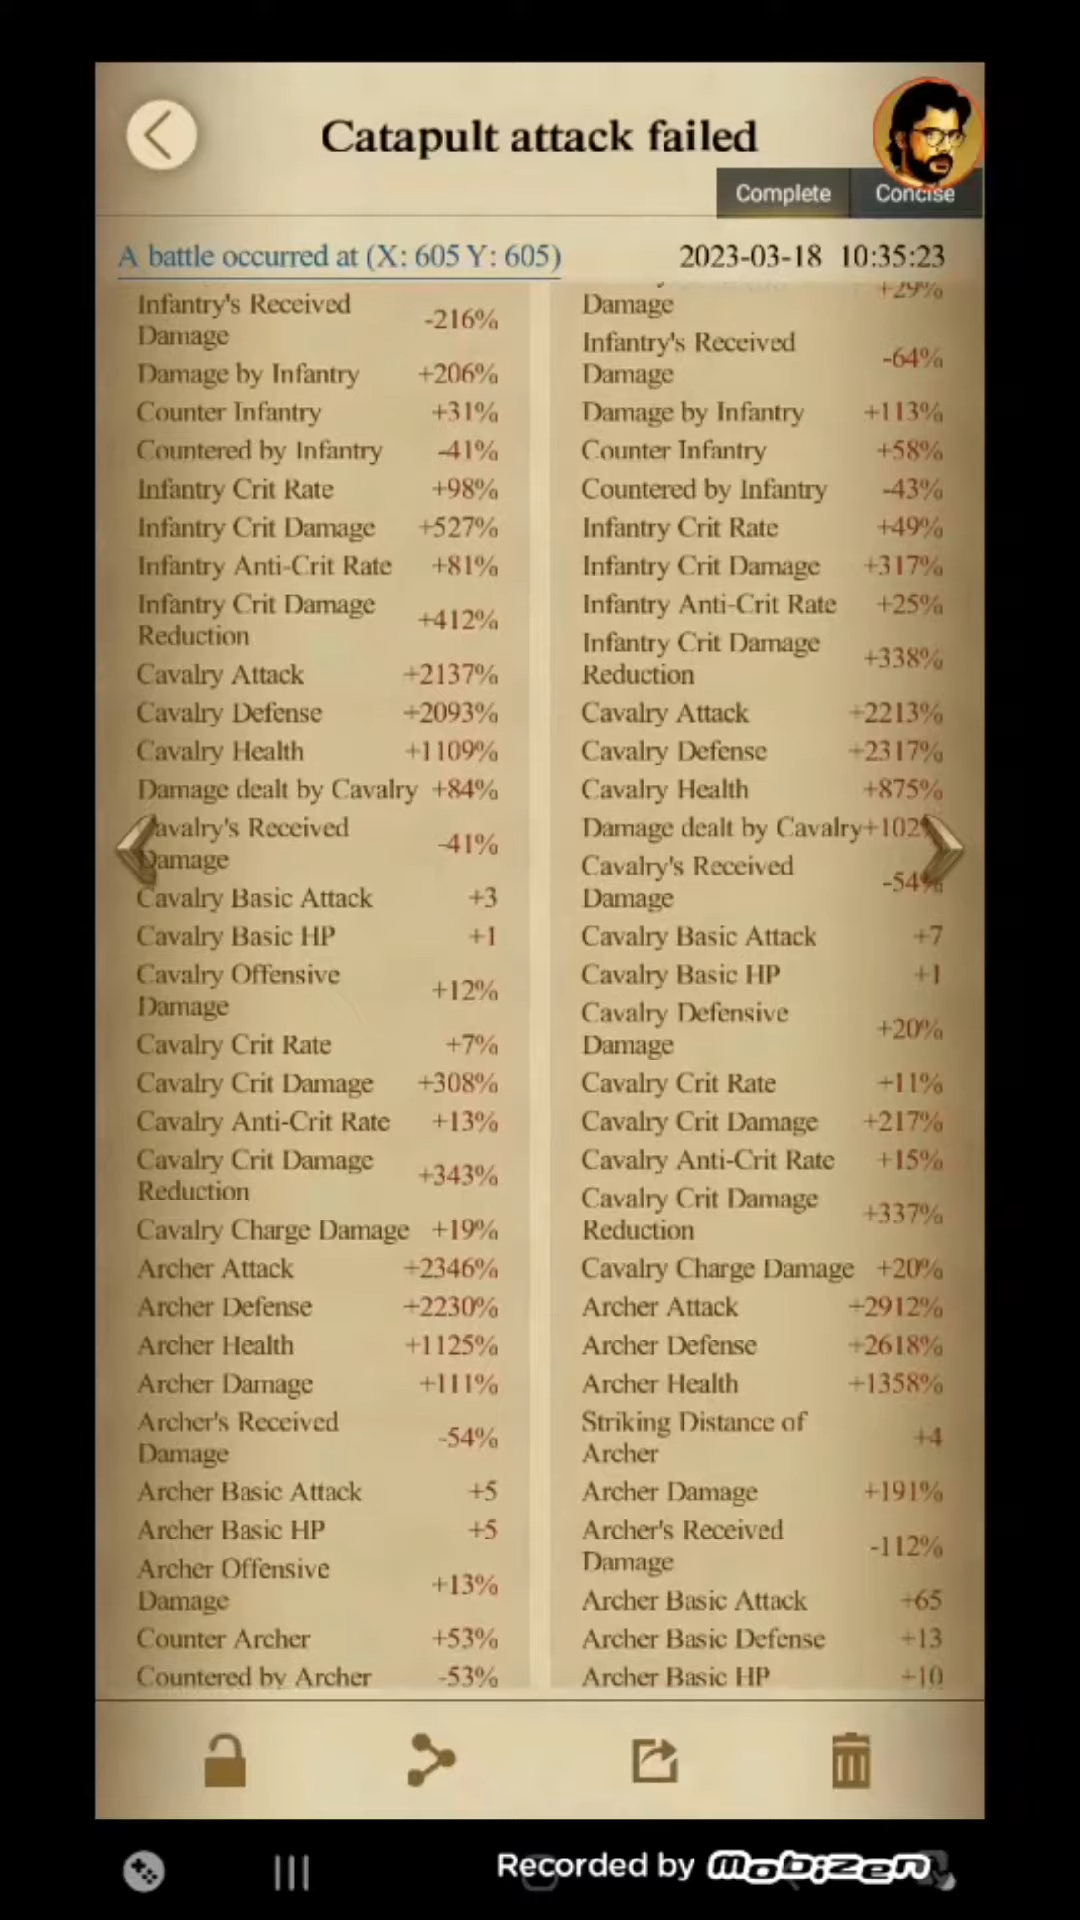 Catapult attack failed
Complete
Concise
A battle occurred at (X: 605 Y: 605)
2023-03-18 10:35:23
Infantry's Received
Damage
-216%
Damage by Infantry +206%
Counter Infantry +31%
Countered by Infantry -41%
Infantry Crit Rate +98%
Infantry Crit Damage +527%
Infantry Anti-Crit Rate +81%
Infantry Crit Damage
Reduction
+412%
Cavalry Attack +2137%
Cavalry Defense +2093%
Cavalry Health +1109%
Damage dealt by Cavalry +84%
Cavalry's Received
Damage
-41%
Cavalry Basic Attack +3
Cavalry Basic HP +1
Cavalry Offensive
Damage
+12%
Cavalry Crit Rate +7%
Cavalry Crit Damage +308%
Cavalry Anti-Crit Rate +13%
Cavalry Crit Damage
Reduction
+343%
Cavalry Charge Damage +19%
Archer Attack +2346%
Archer Defense +2230%
Archer Health +1125%
Archer Damage +111%
Archer's Received
Damage
-54%
Archer Basic Attack +5
Archer Basic HP +5
Archer Offensive
Damage
+13%
Counter Archer +53%
Countered by Archer -53%
Damage
+29%
Infantry's Received
Damage
-64%
Damage by Infantry +113%
Counter Infantry +58%
Countered by Infantry -43%
Infantry Crit Rate +49%
Infantry Crit Damage +317%
Infantry Anti-Crit Rate +25%
Infantry Crit Damage
Reduction
+338%
Cavalry Attack +2213%
Cavalry Defense +2317%
Cavalry Health +875%
Damage dealt by Cavalry+102%
Cavalry's Received
Damage
-54%
Cavalry Basic Attack +7
Cavalry Basic HP +1
Cavalry Defensive
Damage
+20%
Cavalry Crit Rate +11%
Cavalry Crit Damage +217%
Cavalry Anti-Crit Rate +15%
Cavalry Crit Damage
Reduction
+337%
Cavalry Charge Damage +20%
Archer Attack +2912%
Archer Defense +2618%
Archer Health +1358%
Striking Distance of
Archer
+4
Archer Damage +191%
Archer's Received
Damage
-112%
Archer Basic Attack +65
Archer Basic Defense +13
Archer Basic HP +10
Recorded by mobizen